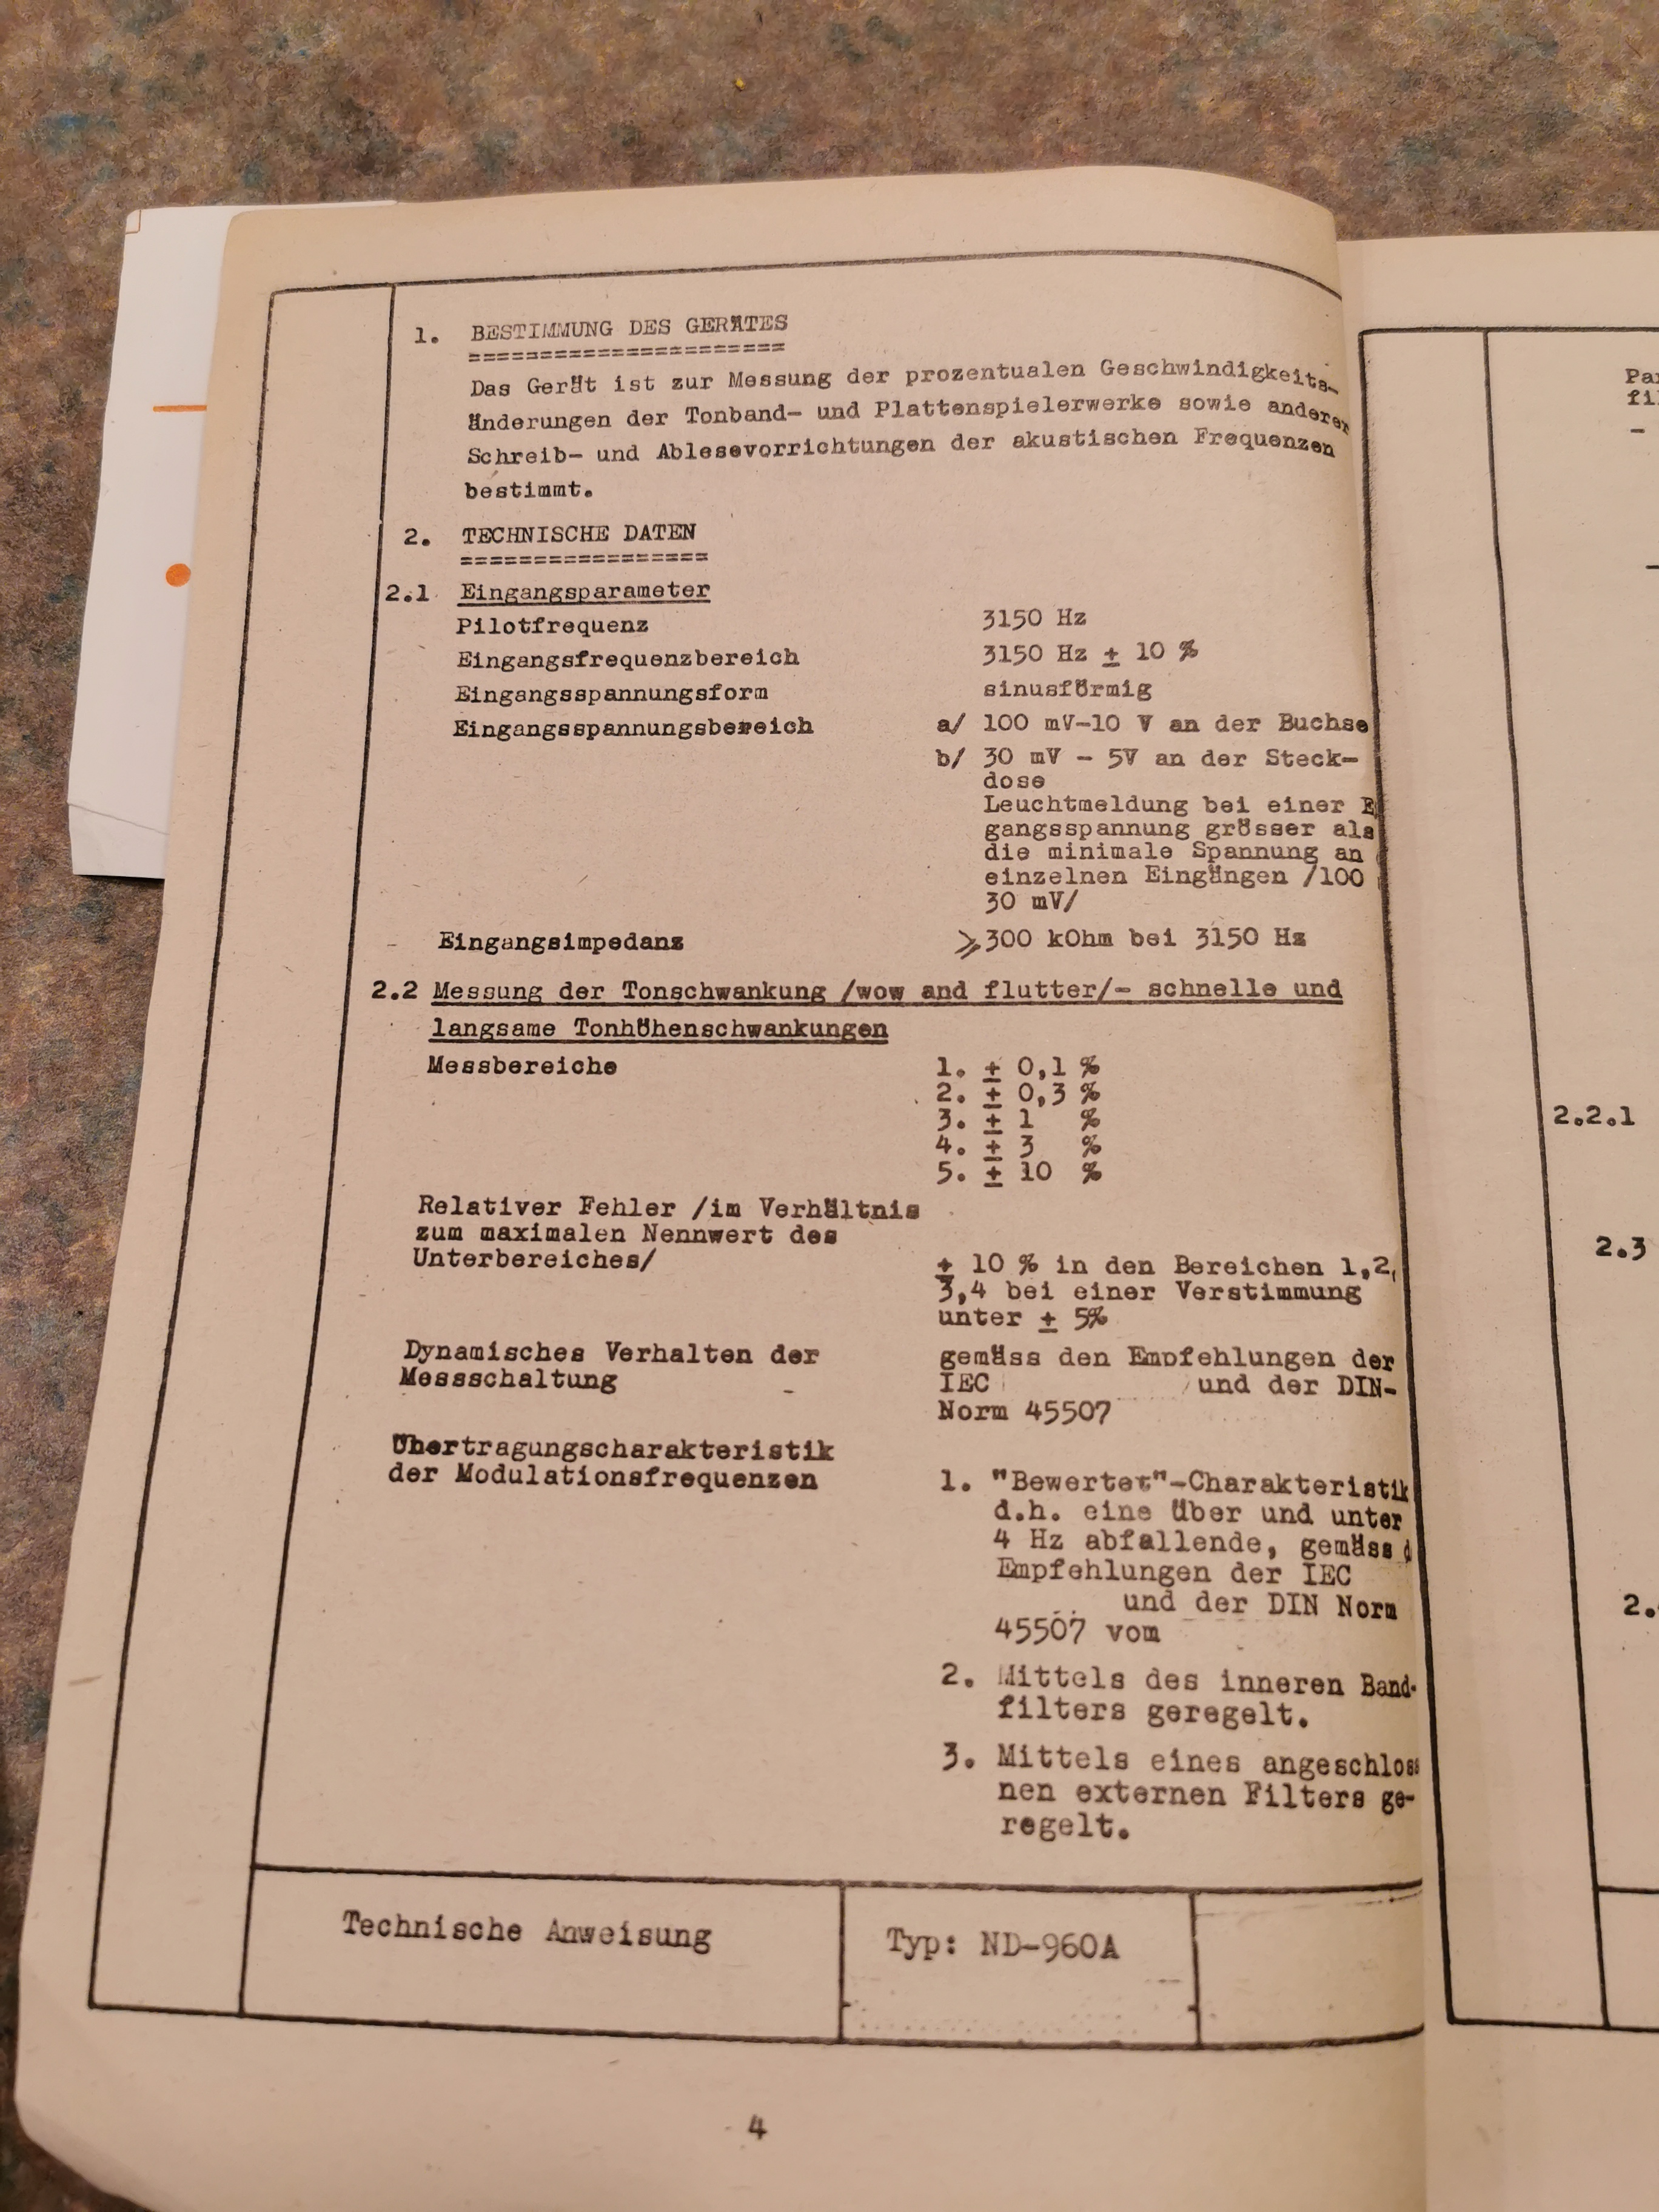 1. BESTIMMUNG DES GERÄTES
======================
Das Gerät ist zur Messung der prozentualen Geschwindigkeits-
änderungen der Tonband- und Plattenspielerwerke sowie anderer
Schreib- und Ablesevorrichtungen der akustischen Frequenzen
bestimmt.
2. TECHNISCHE DATEN
=================
2.1 Eingangsparameter
Pilotfrequenz 3150 Hz
Eingangsfrequenzbereich 3150 Hz ± 10 %
Eingangsspannungsform sinusförmig
Eingangsspannungsbereich a/ 100 mV-10 V an der Buchse
b/ 30 mV - 5V an der Steck-
dose
Leuchtmeldung bei einer
gangsspannung grösser als
die minimale Spannung an
einzelnen Eingängen /100
30 mV/
- Eingangsimpedanz ⩾ 300 kOhm bei 3150 Hz
2.2 Messung der Tonschwankung /wow and flutter/- schnelle und
langsame Tonhöhenschwankungen
Messbereiche 1. ± 0,1 %
2. ± 0,3 %
3. ± 1 %
4. ± 3 %
5. ± 10 %
Relativer Fehler /im Verhältnis
zum maximalen Nennwert des
Unterbereiches/ ± 10 % in den Bereichen 1,2,
3,4 bei einer Verstimmung
unter ± 5%
Dynamisches Verhalten der gemäss den Empfehlungen der
Messschaltung IEC und der DIN-
Norm 45507
Übertragungscharakteristik
der Modulationsfrequenzen 1. "Bewertet"-Charakteristik
d.h. eine über und unter
4 Hz abfallende, gemäss
Empfehlungen der IEC
und der DIN Norm
45507 vom
2. Mittels des inneren Band-
filters geregelt.
3. Mittels eines angeschlos
nen externen Filters ge-
regelt.
Technische Anweisung Typ: ND-960A
4
2.2.1
2.3